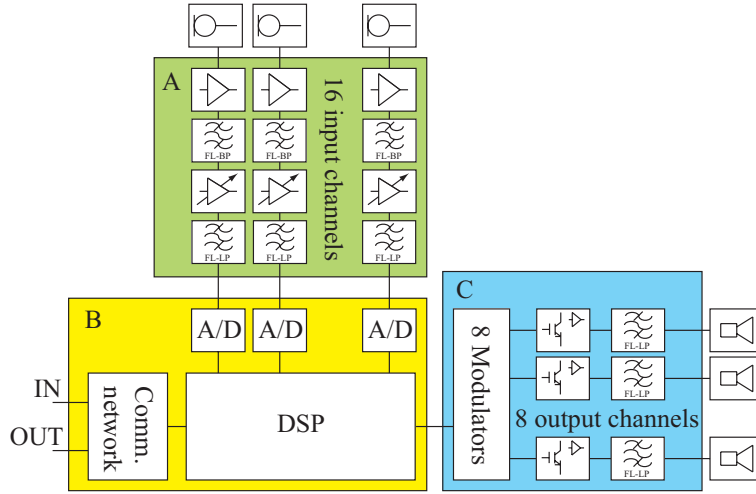 A
16 input channels
FL-BP
FL-BP
FL-BP
FL-LP
FL-LP
FL-LP
B
A/D
A/D
A/D
IN
OUT
Comm.
network
DSP
C
8 Modulators
FL-LP
FL-LP
8 output channels
FL-LP